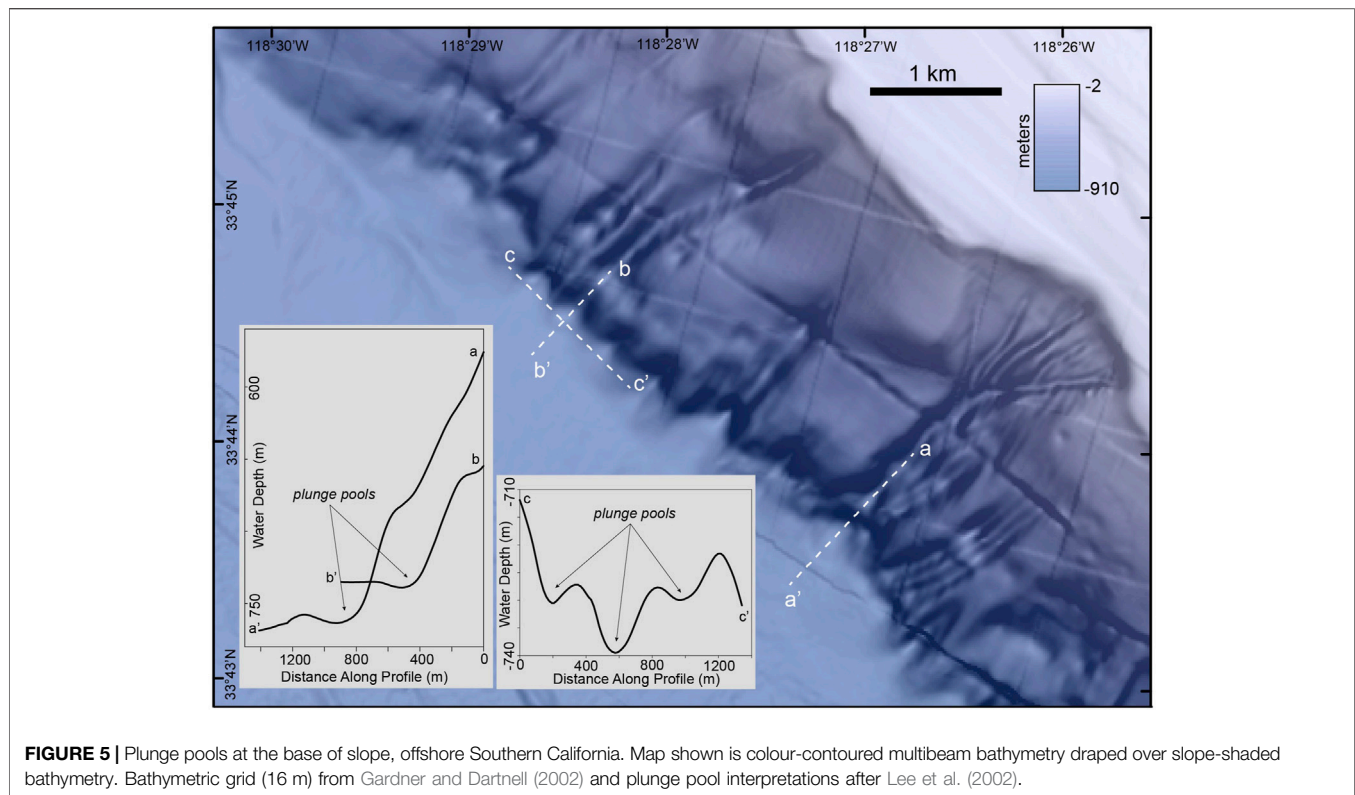 118°30'W 118°29'W 118°28'W 118°27'W 118°26'W
1 km
-2
meters
-910
33°45'N
c
b
b'
c'
33°44'N
a
a'
33°43'N
a
600
b
Water Depth (m)
plunge pools
b'
750
a'
1200 800 400 0
Distance Along Profile (m)
-710
c
plunge pools
Water Depth (m)
c'
-740
0 400 800 1200
Distance Along Profile (m)
FIGURE 5 | Plunge pools at the base of slope, offshore Southern California. Map shown is colour-contoured multibeam bathymetry draped over slope-shaded
bathymetry. Bathymetric grid (16 m) from Gardner and Dartnell (2002) and plunge pool interpretations after Lee et al. (2002).